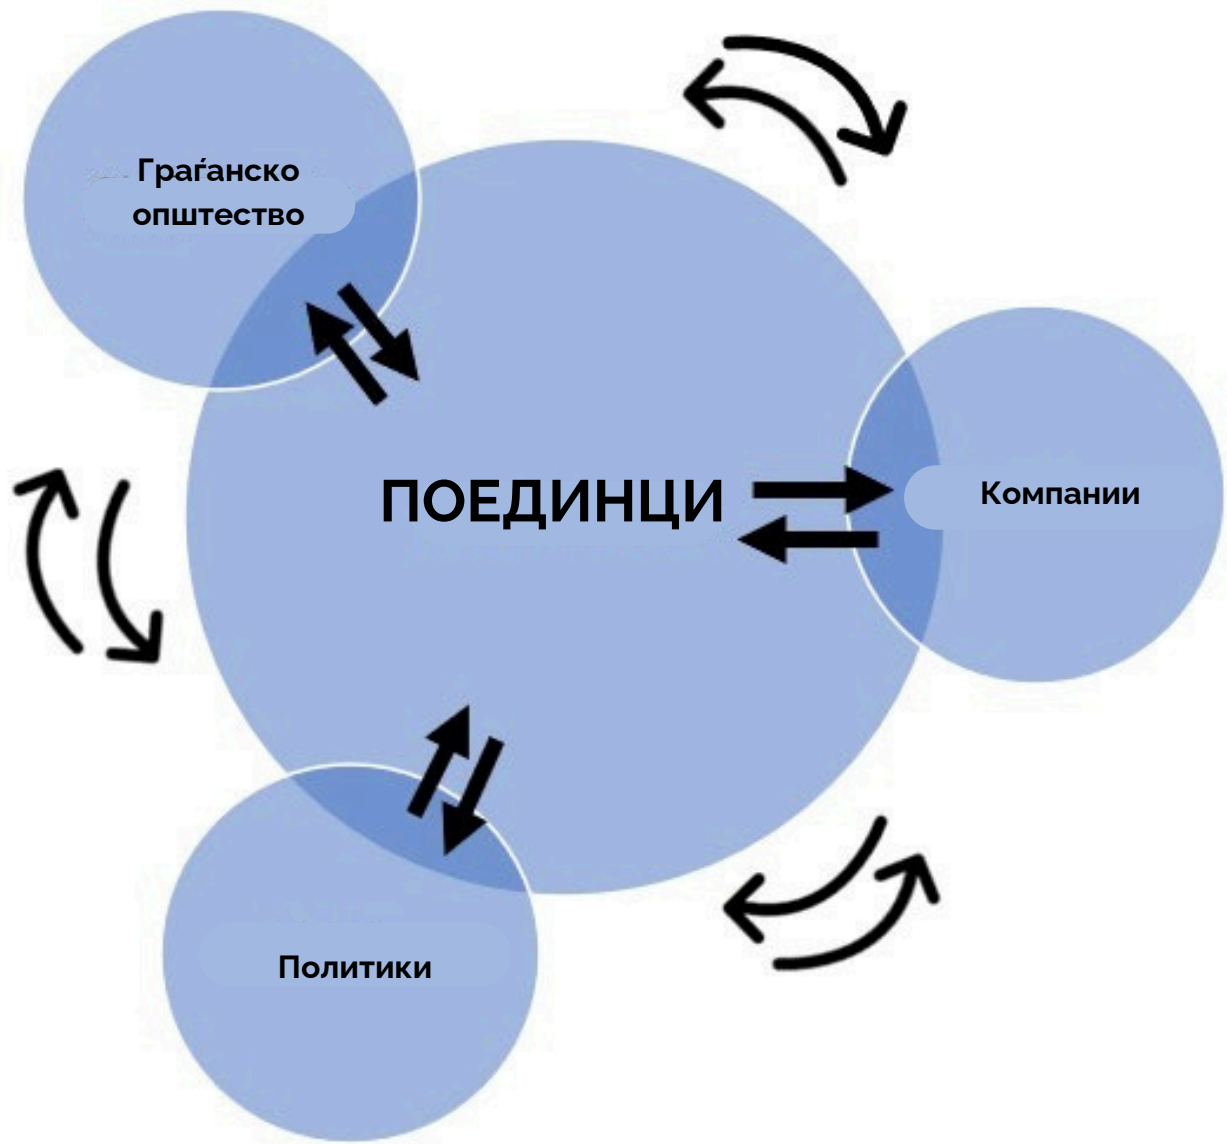 Граѓанско
општество
ПОЕДИНЦИ
Компании
Политики